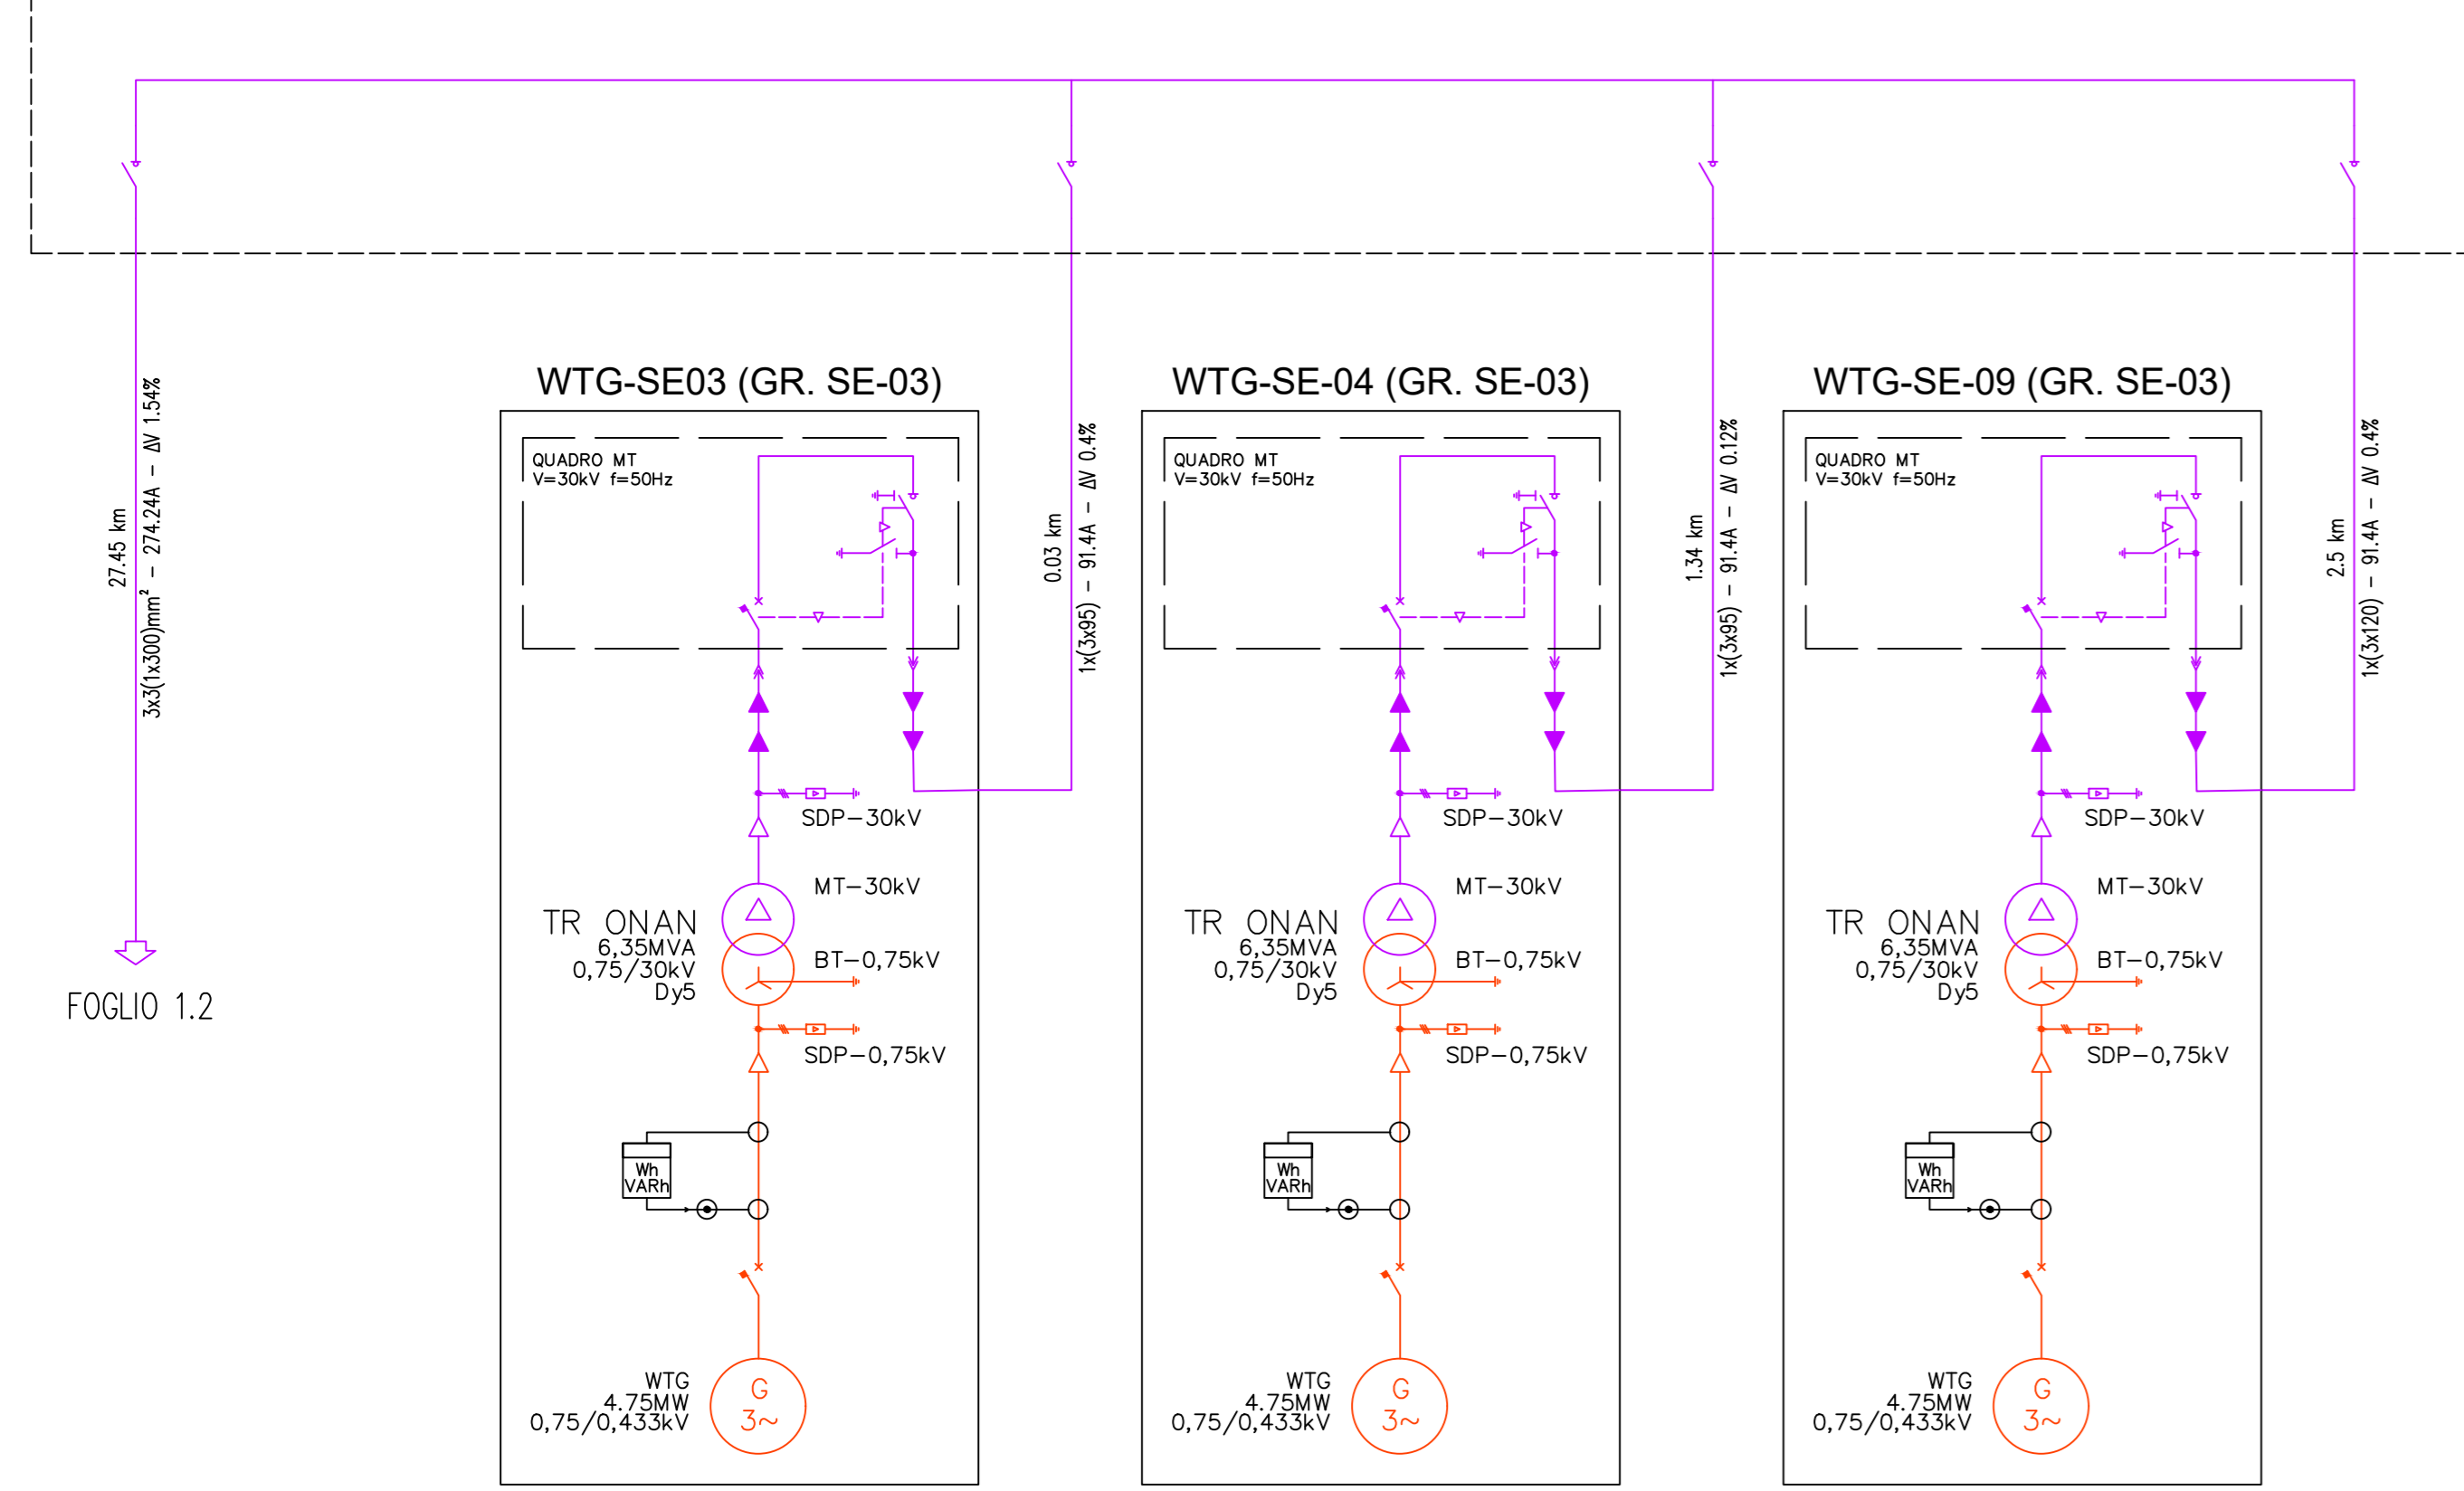 27.45 km
3x3(1x300)mm² – 274.24A – ΔV 1.54%
FOGLIO 1.2
WTG-SE03 (GR. SE-03)
QUADRO MT
V=30kV f=50Hz
SDP-30kV
MT-30kV
TR ONAN
6,35MVA
0,75/30kV
Dy5
BT-0,75kV
SDP-0,75kV
Wh
VARh
WTG
4.75MW
0,75/0,433kV
G
3~
0.03 km
1x(3x95) – 91.4A – ΔV 0.4%
WTG-SE-04 (GR. SE-03)
QUADRO MT
V=30kV f=50Hz
SDP-30kV
MT-30kV
TR ONAN
6,35MVA
0,75/30kV
Dy5
BT-0,75kV
SDP-0,75kV
Wh
VARh
WTG
4.75MW
0,75/0,433kV
G
3~
1.34 km
1x(3x95) – 91.4A – ΔV 0.12%
WTG-SE-09 (GR. SE-03)
QUADRO MT
V=30kV f=50Hz
SDP-30kV
MT-30kV
TR ONAN
6,35MVA
0,75/30kV
Dy5
BT-0,75kV
SDP-0,75kV
Wh
VARh
WTG
4.75MW
0,75/0,433kV
G
3~
2.5 km
1x(3x120) – 91.4A – ΔV 0.4%